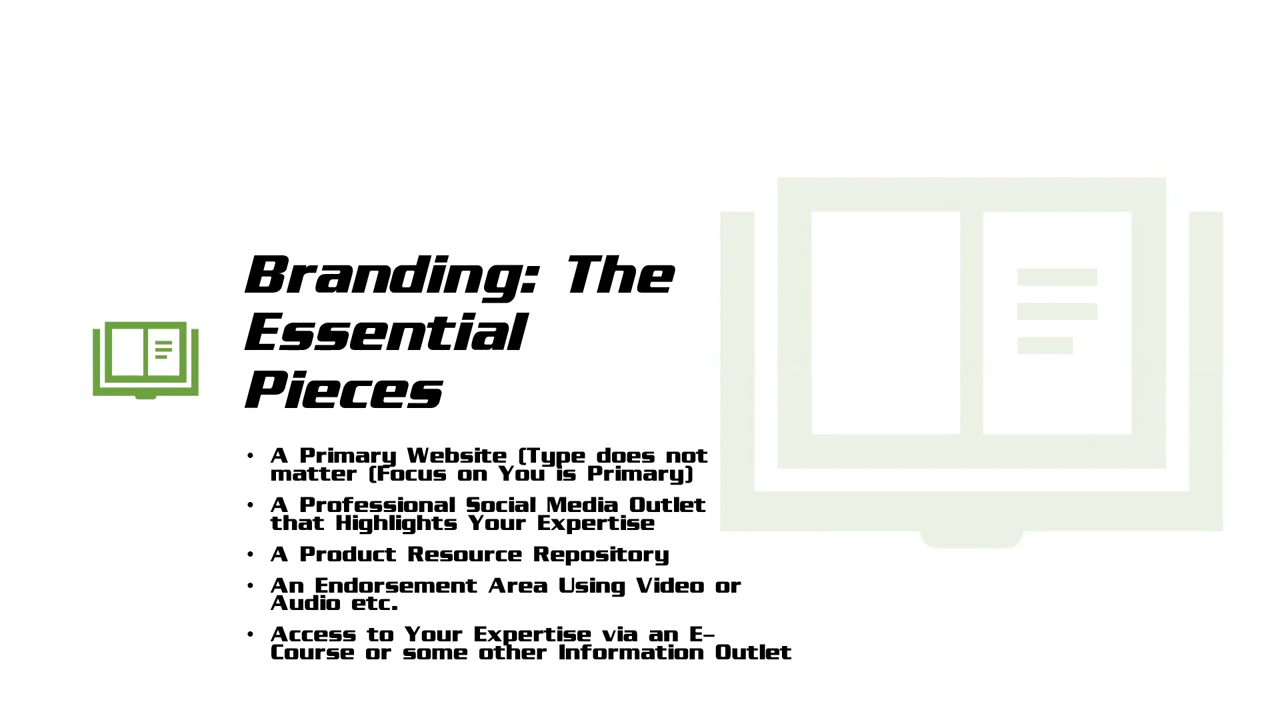 Branding: The
Essential
Pieces
• A Primary Website (Type does not
matter (Focus on You is Primary)
• A Professional Social Media Outlet
that Highlights Your Expertise
• A Product Resource Repository
• An Endorsement Area Using Video or
Audio etc.
• Access to Your Expertise via an E-
Course or some other Information Outlet